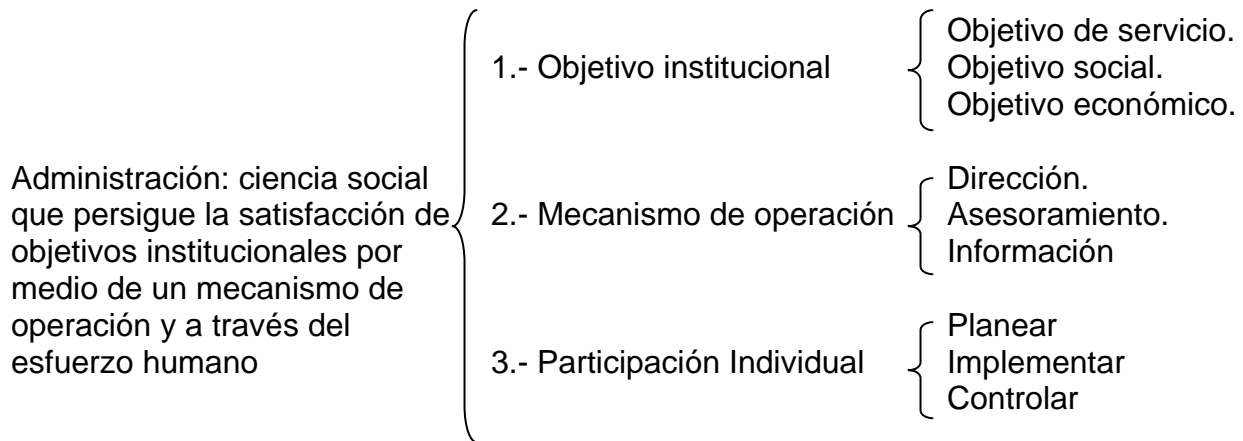 Administración: ciencia social
que persigue la satisfacción de
objetivos institucionales por
medio de un mecanismo de
operación y a través del
esfuerzo humano
1.- Objetivo institucional
Objetivo de servicio.
Objetivo social.
Objetivo económico.
2.- Mecanismo de operación
Dirección.
Asesoramiento.
Información
3.- Participación Individual
Planear
Implementar
Controlar